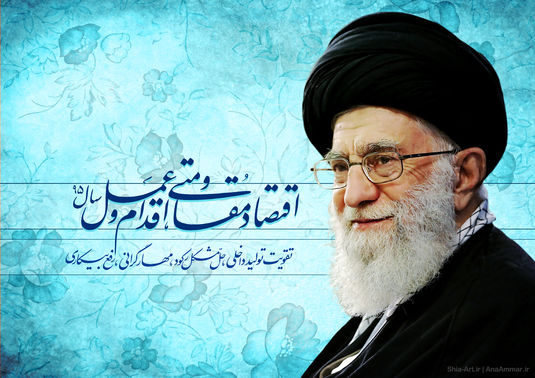 سال ۹۵
اقتصاد مقاومتی، اقدام و عمل
تقویت تولید داخلی، حل مشکل رکود، مهار گرانی، رفع بیکاری
Shia-Art.ir | AnaAmmar.ir